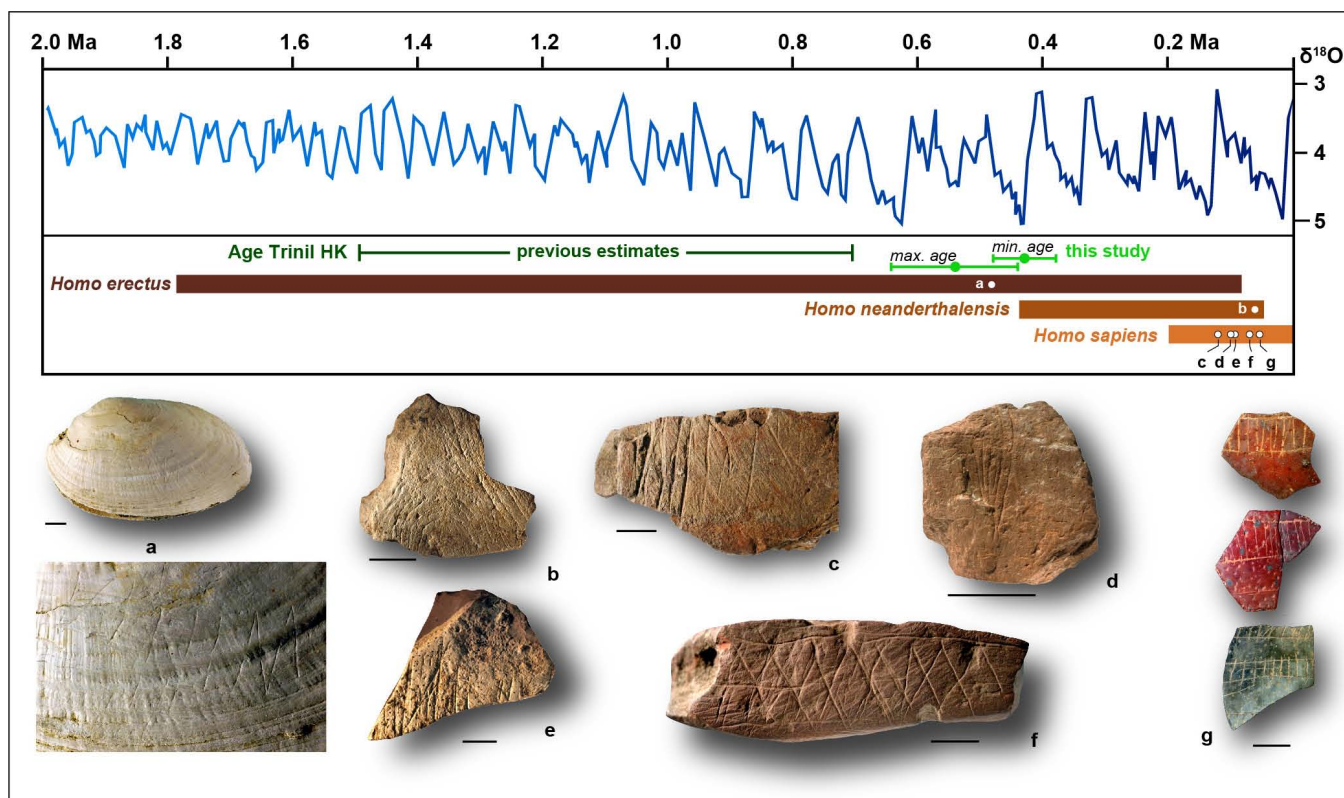 2.0 Ma 1.8 1.6 1.4 1.2 1.0 0.8 0.6 0.4 0.2 Ma
δ¹⁸O
3
4
5
Age Trinil HK previous estimates max. age min. age this study
Homo erectus a
Homo neanderthalensis b
Homo sapiens
c d e f g
a
b
c
d
e
f
g